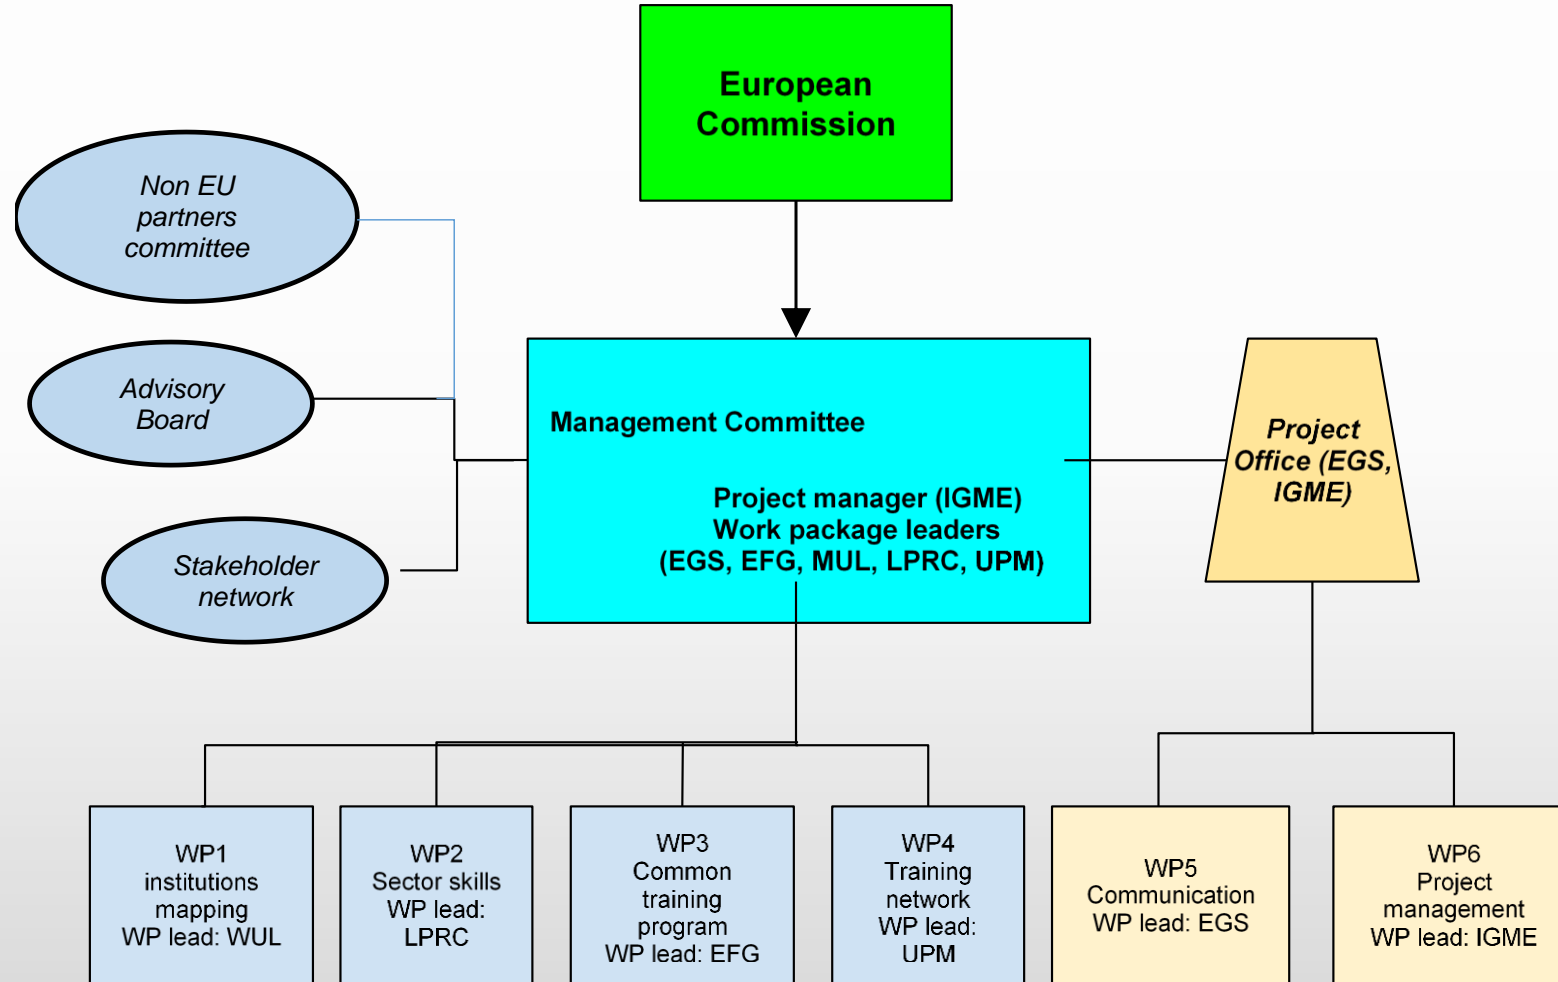 European
Commission
Non EU
partners
committee
Advisory
Board
Stakeholder
network
Management Committee
Project manager (IGME)
Work package leaders
(EGS, EFG, MUL, LPRC, UPM)
Project
Office (EGS,
IGME)
WP1
institutions
mapping
WP lead: WUL
WP2
Sector skills
WP lead:
LPRC
WP3
Common
training
program
WP lead: EFG
WP4
Training
network
WP lead:
UPM
WP5
Communication
WP lead: EGS
WP6
Project
management
WP lead: IGME